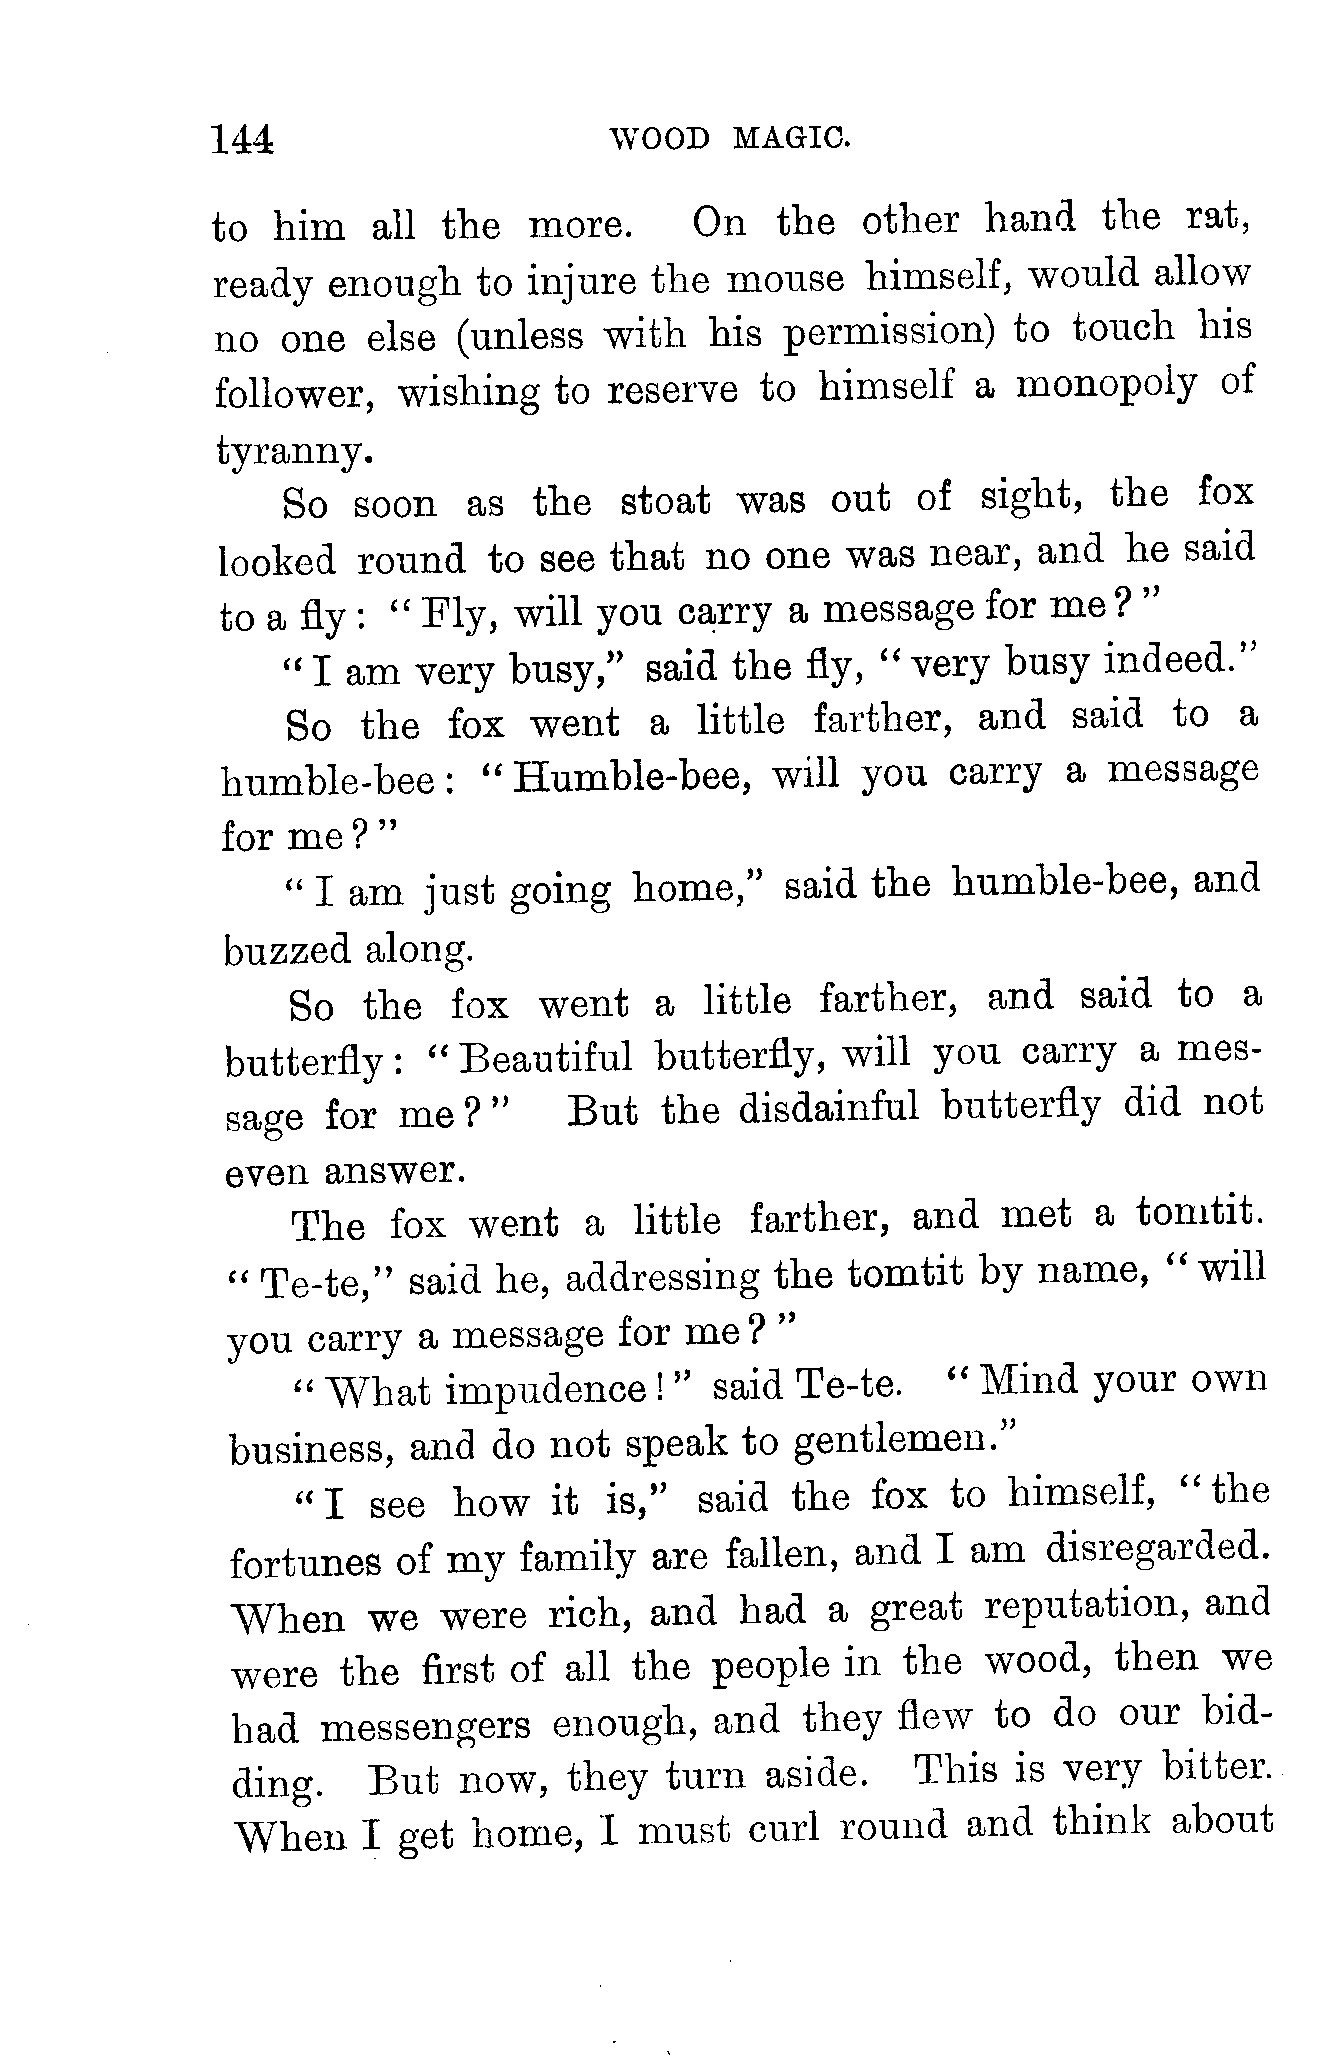 144 WOOD MAGIC.
to him all the more. On the other hand the rat,
ready enough to injure the mouse himself, would allow
no one else (unless with his permission) to touch his
follower, wishing to reserve to himself a monopoly of
tyranny.
So soon as the stoat was out of sight, the fox
looked round to see that no one was near, and he said
to a fly: "Fly, will you carry a message for me?"
"I am very busy," said the fly, "very busy indeed."
So the fox went a little farther, and said to a
humble-bee: "Humble-bee, will you carry a message
for me?"
"I am just going home," said the humble-bee, and
buzzed along.
So the fox went a little farther, and said to a
butterfly: "Beautiful butterfly, will you carry a mes-
sage for me?" But the disdainful butterfly did not
even answer.
The fox went a little farther, and met a tomtit.
"Te-te," said he, addressing the tomtit by name, "will
you carry a message for me?"
"What impudence!" said Te-te. "Mind your own
business, and do not speak to gentlemen."
"I see how it is," said the fox to himself, "the
fortunes of my family are fallen, and I am disregarded.
When we were rich, and had a great reputation, and
were the first of all the people in the wood, then we
had messengers enough, and they flew to do our bid-
ding. But now, they turn aside. This is very bitter.
When I get home, I must curl round and think about